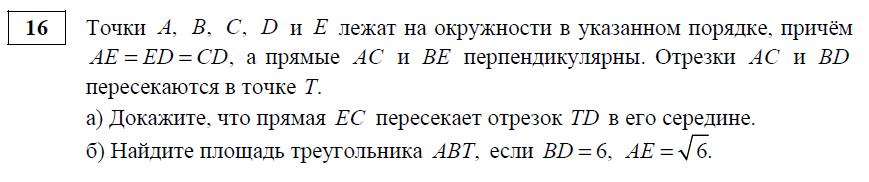 16 Точки A, B, C, D и E лежат на окружности в указанном порядке, причём
AE = ED = CD, а прямые AC и BE перпендикулярны. Отрезки AC и BD
пересекаются в точке T.
а) Докажите, что прямая EC пересекает отрезок TD в его середине.
б) Найдите площадь треугольника ABT, если BD = 6, AE = √6.